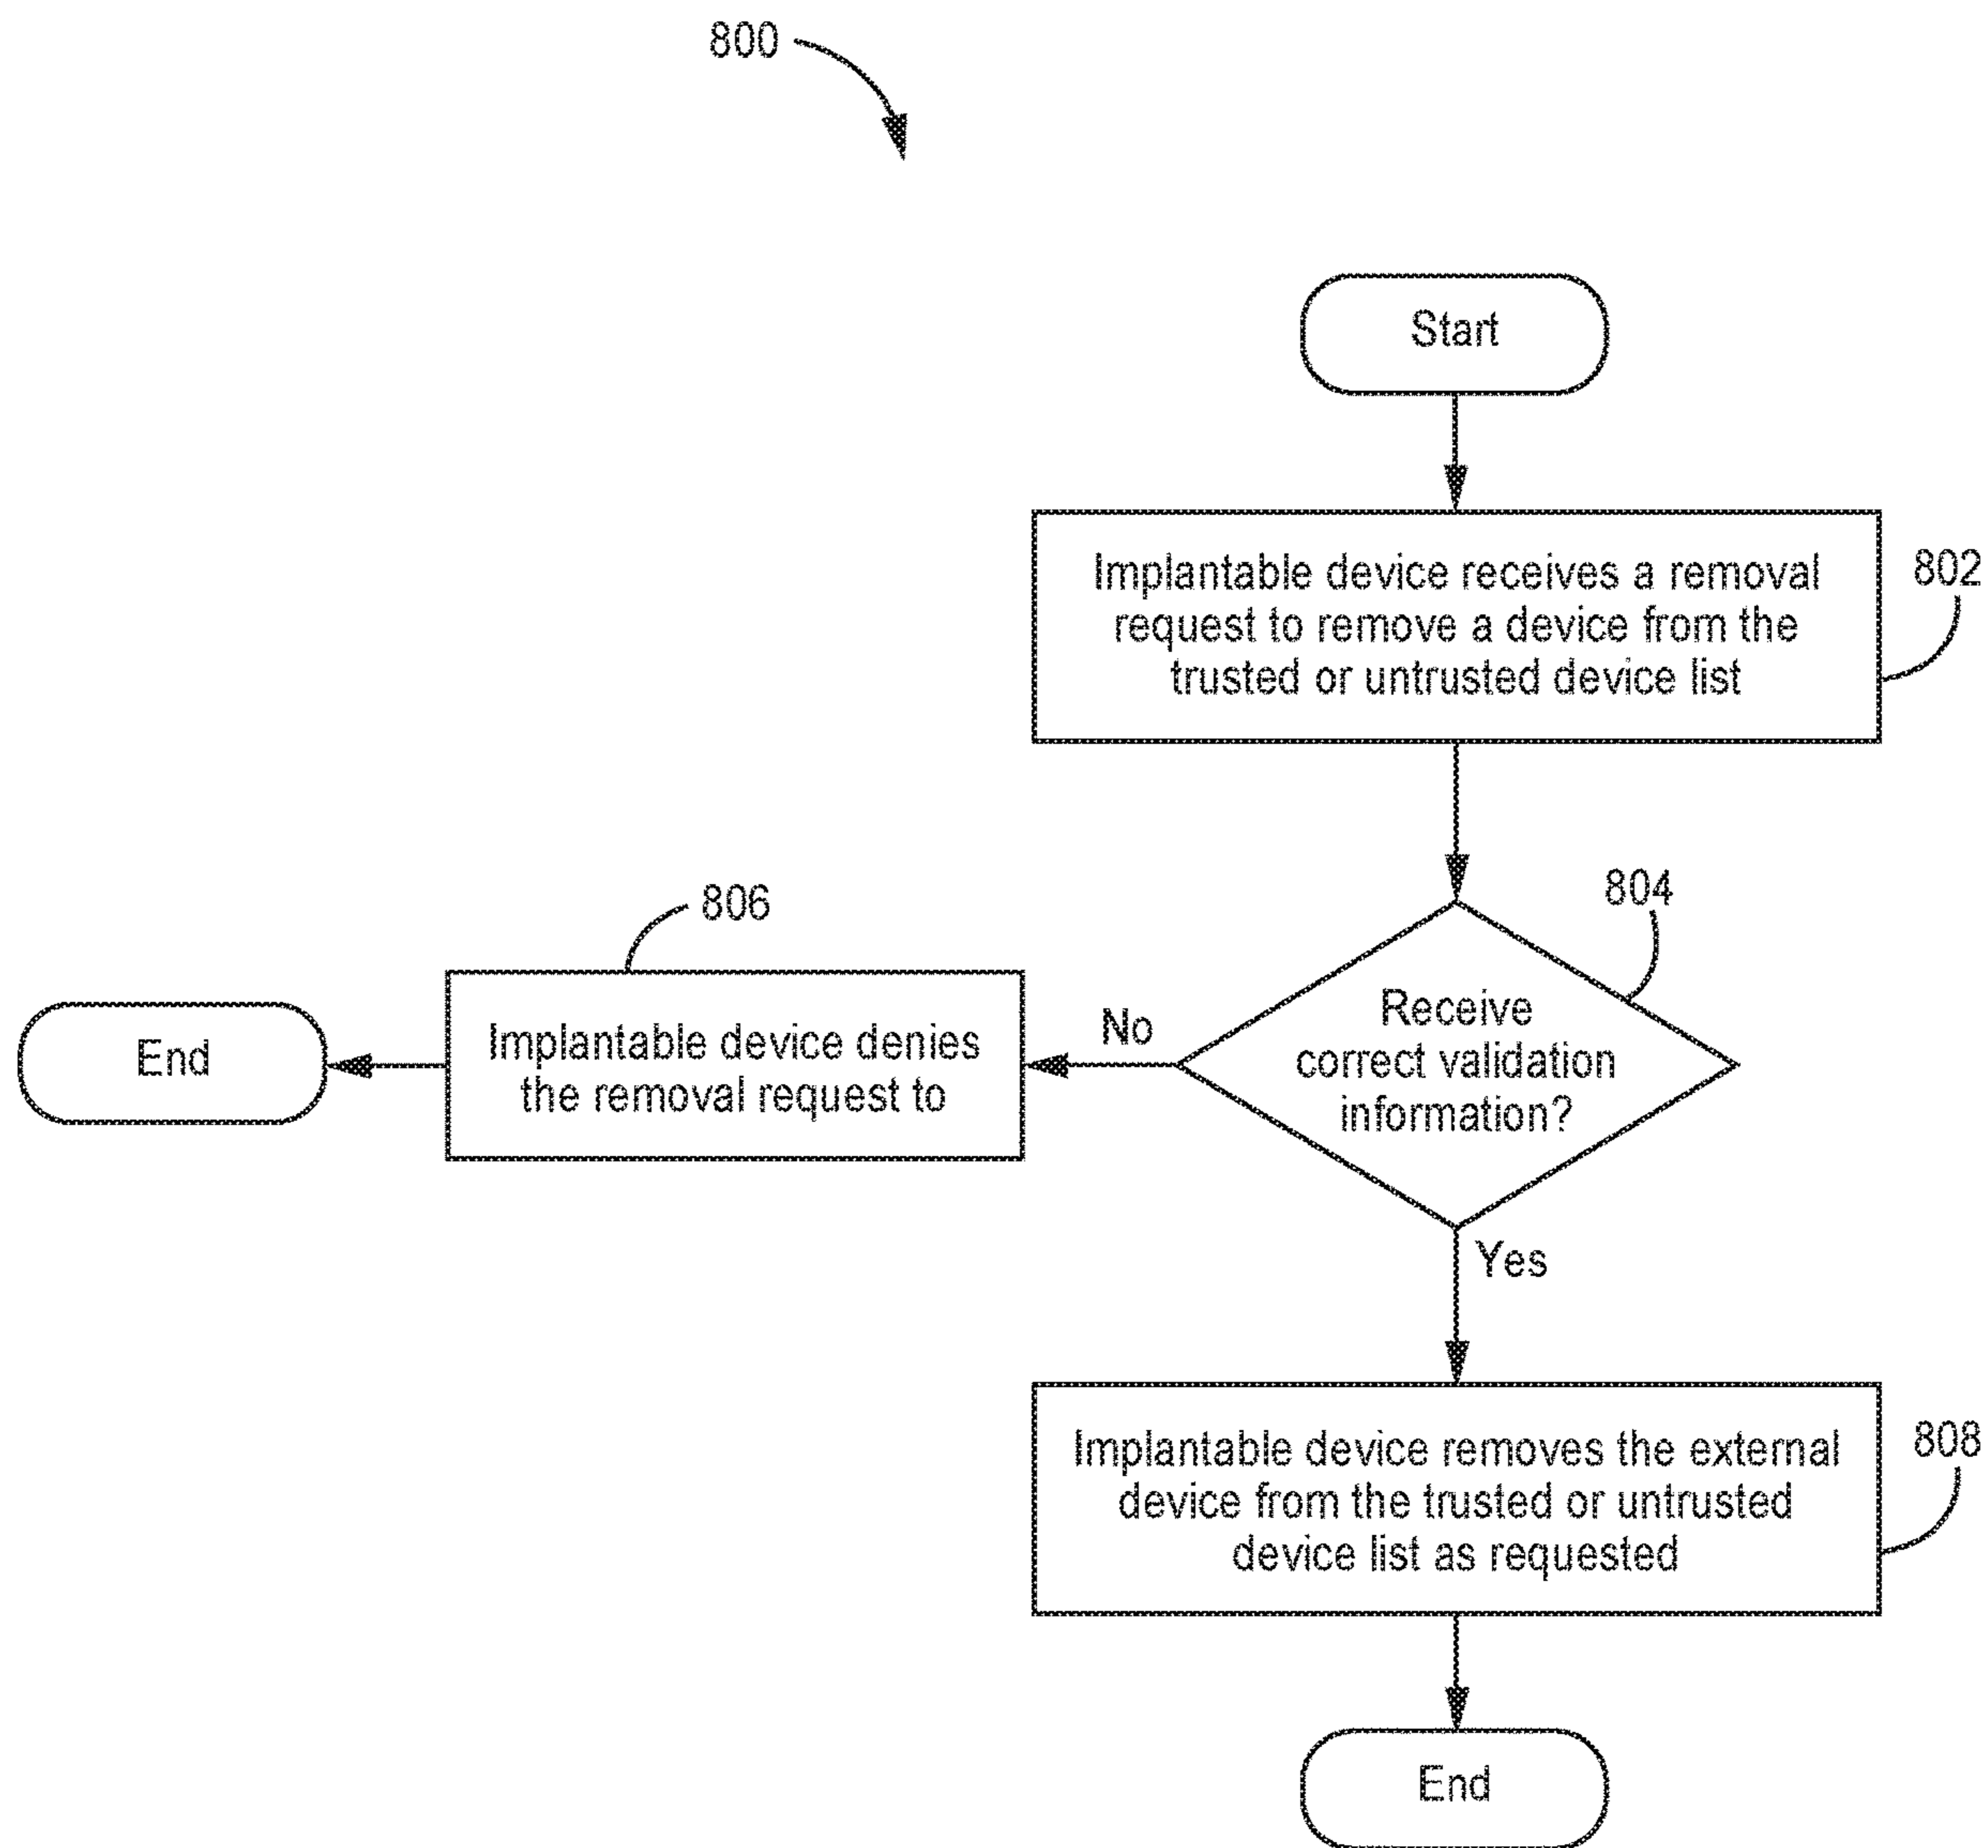 800
Start
Implantable device receives a removal
request to remove a device from the
trusted or untrusted device list
802
804
Receive
correct validation
information?
No
806
Implantable device denies
the removal request to
End
Yes
Implantable device removes the external
device from the trusted or untrusted
device list as requested
808
End